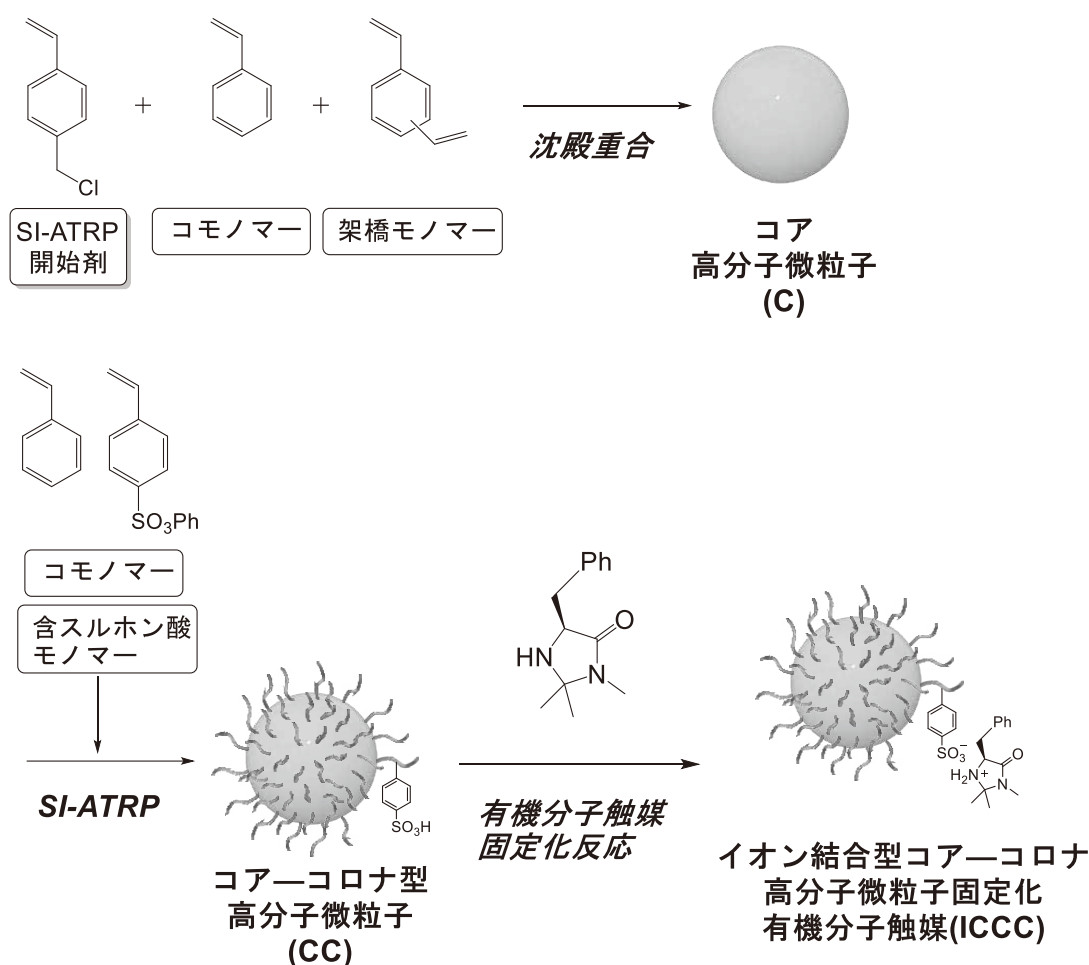 Cl
SI-ATRP
開始剤
コモノマー
架橋モノマー
+
+
沈殿重合
コア
高分子微粒子
(C)
SO₃Ph
コモノマー
含スルホン酸
モノマー
SI-ATRP
SO₃H
コア―コロナ型
高分子微粒子
(CC)
Ph
O
HN
N
有機分子触媒
固定化反応
Ph
SO₃⁻
O
H₂N⁺
N
イオン結合型コア―コロナ
高分子微粒子固定化
有機分子触媒(ICCC)